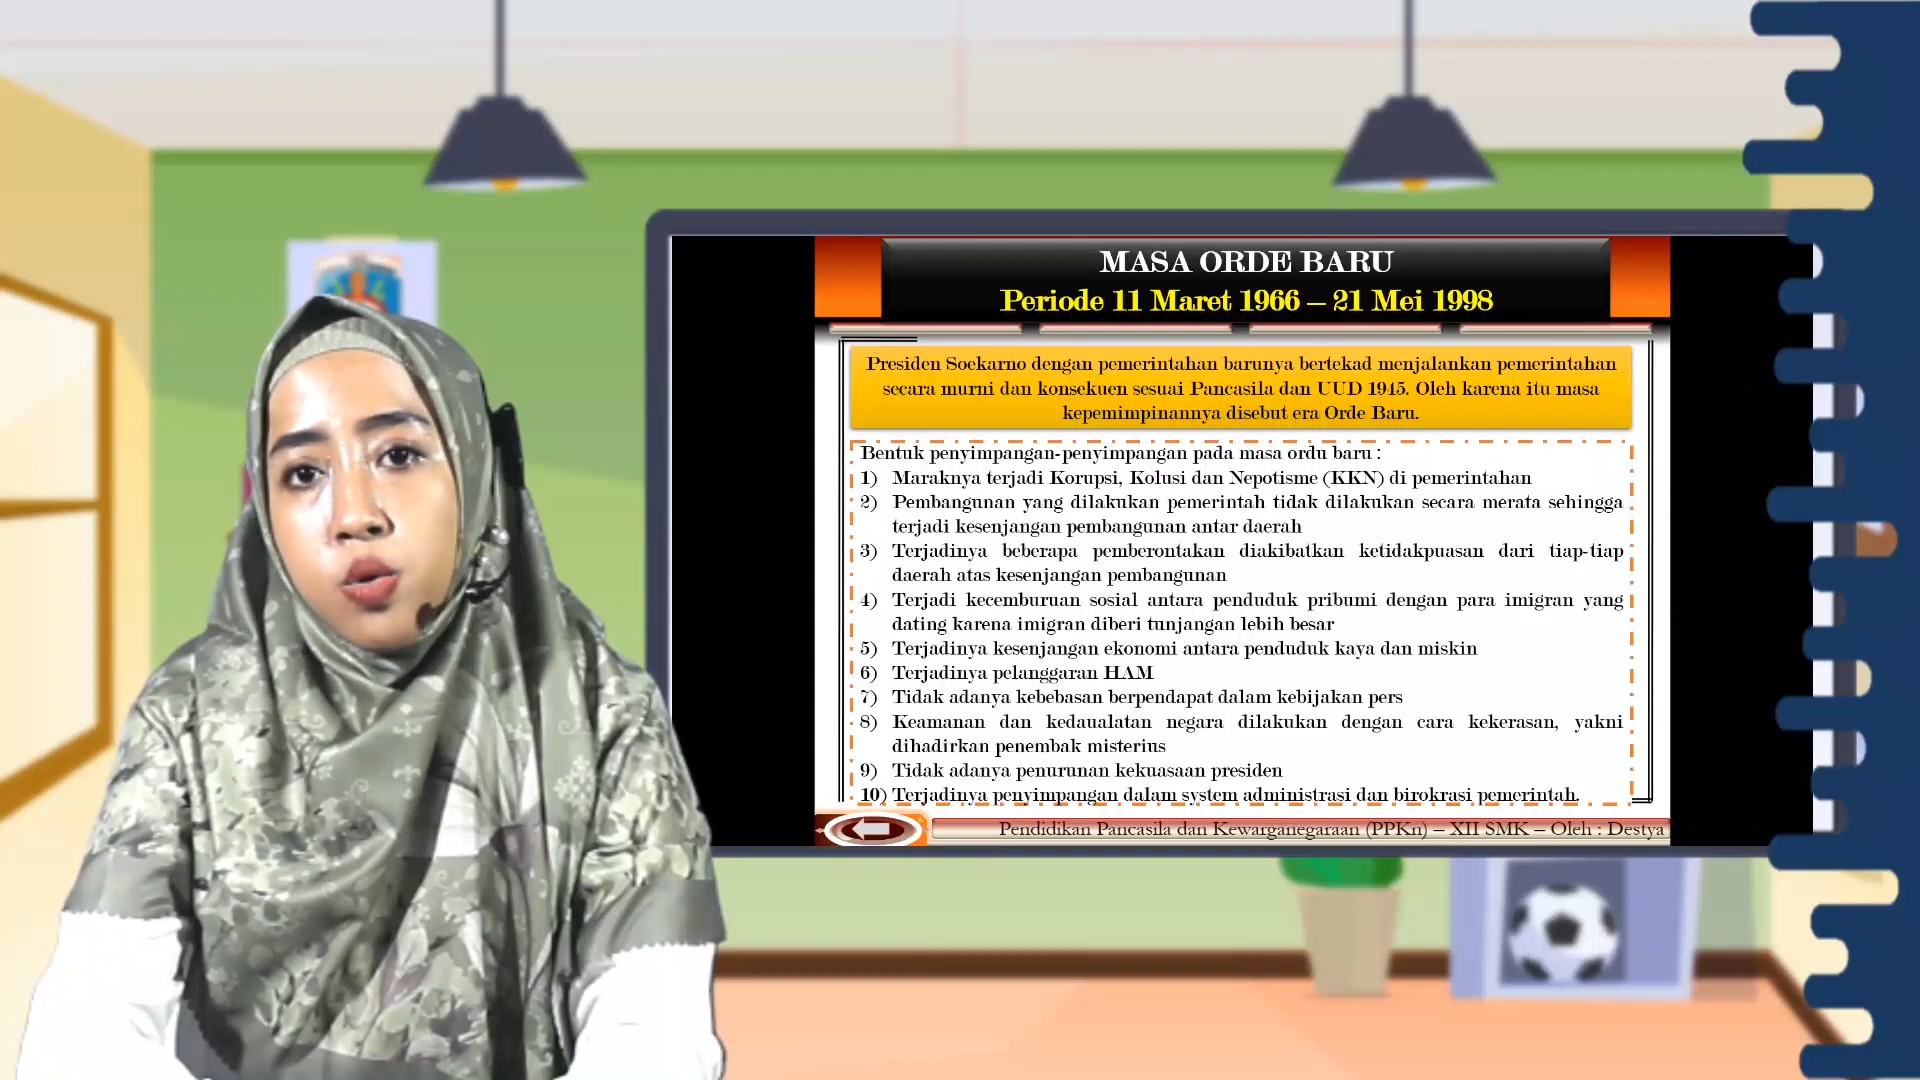 MASA ORDE BARU
Periode 11 Maret 1966 – 21 Mei 1998
Presiden Soekarno dengan pemerintahan barunya bertekad menjalankan pemerintahan
secara murni dan konsekuen sesuai Pancasila dan UUD 1945. Oleh karena itu masa
kepemimpinannya disebut era Orde Baru.
Bentuk penyimpangan-penyimpangan pada masa ordu baru :
1) Maraknya terjadi Korupsi, Kolusi dan Nepotisme (KKN) di pemerintahan
2) Pembangunan yang dilakukan pemerintah tidak dilakukan secara merata sehingga
terjadi kesenjangan pembangunan antar daerah
3) Terjadinya beberapa pemberontakan diakibatkan ketidakpuasan dari tiap-tiap
daerah atas kesenjangan pembangunan
4) Terjadi kecemburuan sosial antara penduduk pribumi dengan para imigran yang
dating karena imigran diberi tunjangan lebih besar
5) Terjadinya kesenjangan ekonomi antara penduduk kaya dan miskin
6) Terjadinya pelanggaran HAM
7) Tidak adanya kebebasan berpendapat dalam kebijakan pers
8) Keamanan dan kedaualatan negara dilakukan dengan cara kekerasan, yakni
dihadirkan penembak misterius
9) Tidak adanya penurunan kekuasaan presiden
10) Terjadinya penyimpangan dalam system administrasi dan birokrasi pemerintah.
Pendidikan Pancasila dan Kewarganegaraan (PPKn) – XII SMK – Oleh : Destya